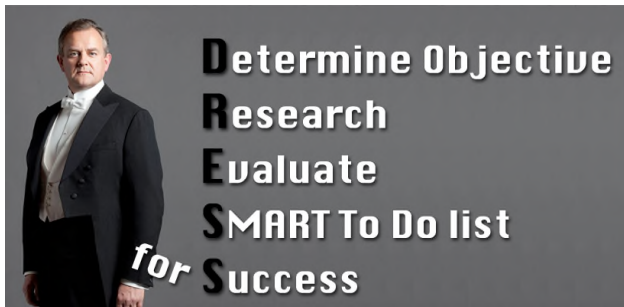 Determine Objective
Research
Evaluate
SMART To Do list
for Success